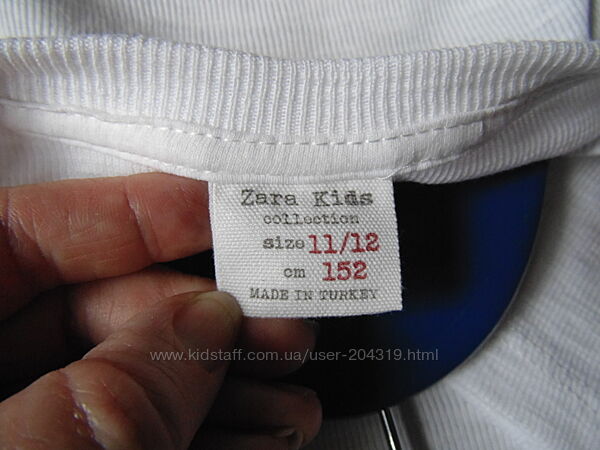 Zara Kids
collection
size 11/12
cm 152
MADE IN TURKEY
www.kidstaff.com.ua/user-204319.html